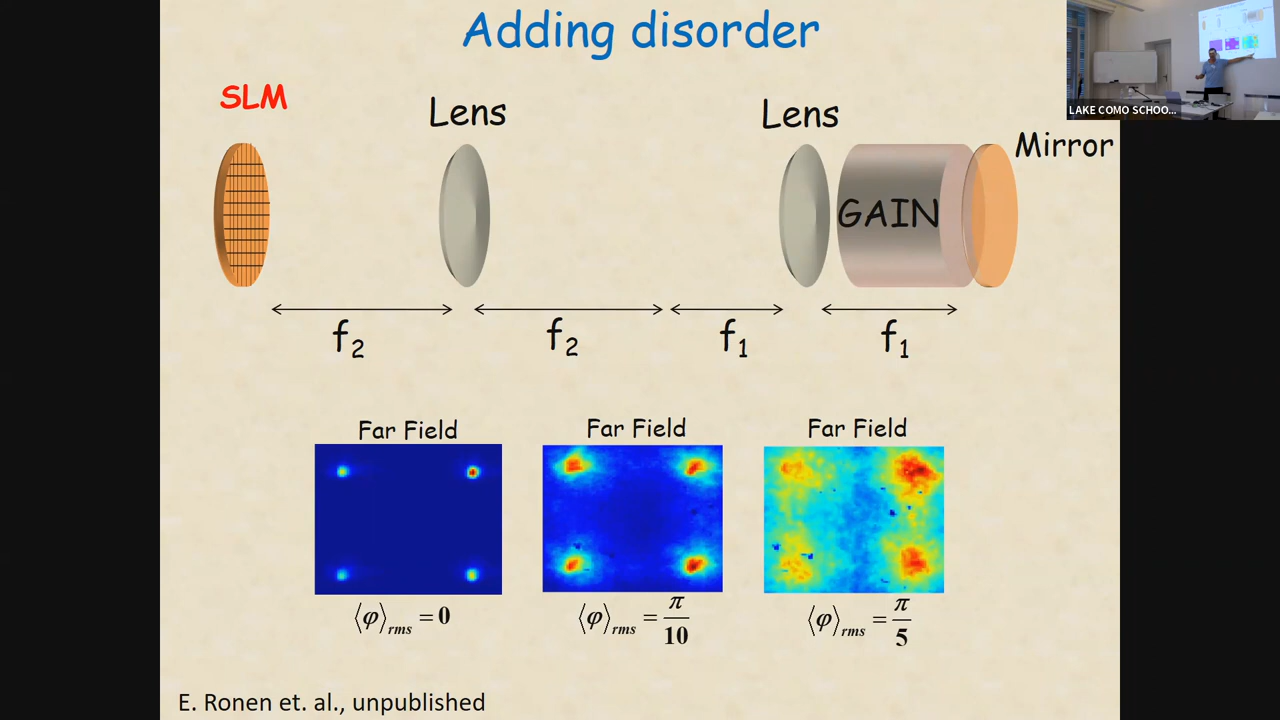 Adding disorder
LAKE COMO SCHOO...
SLM
Lens
Lens
Mirror
GAIN
f₂
f₂
f₁
f₁
Far Field
Far Field
Far Field
⟨φ⟩rms = 0
⟨φ⟩rms = π/10
⟨φ⟩rms = π/5
E. Ronen et. al., unpublished